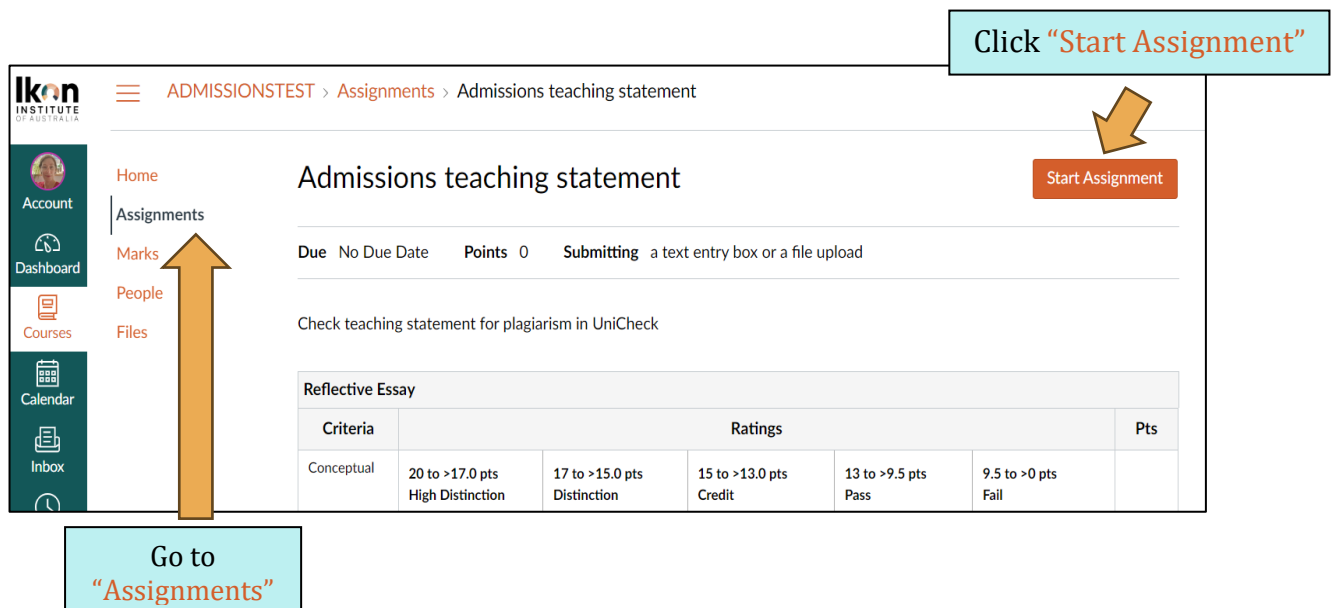 Click "Start Assignment"
Ikon
INSTITUTE
OF AUSTRALIA
ADMISSIONSTEST > Assignments > Admissions teaching statement
Account
Dashboard
Courses
Calendar
Inbox
Home
Assignments
Marks
People
Files
Admissions teaching statement
Start Assignment
Due No Due Date Points 0 Submitting a text entry box or a file upload
Check teaching statement for plagiarism in UniCheck
Reflective Essay
Criteria Ratings Pts
Conceptual 20 to >17.0 pts 17 to >15.0 pts 15 to >13.0 pts 13 to >9.5 pts 9.5 to >0 pts
High Distinction Distinction Credit Pass Fail
Go to
"Assignments"